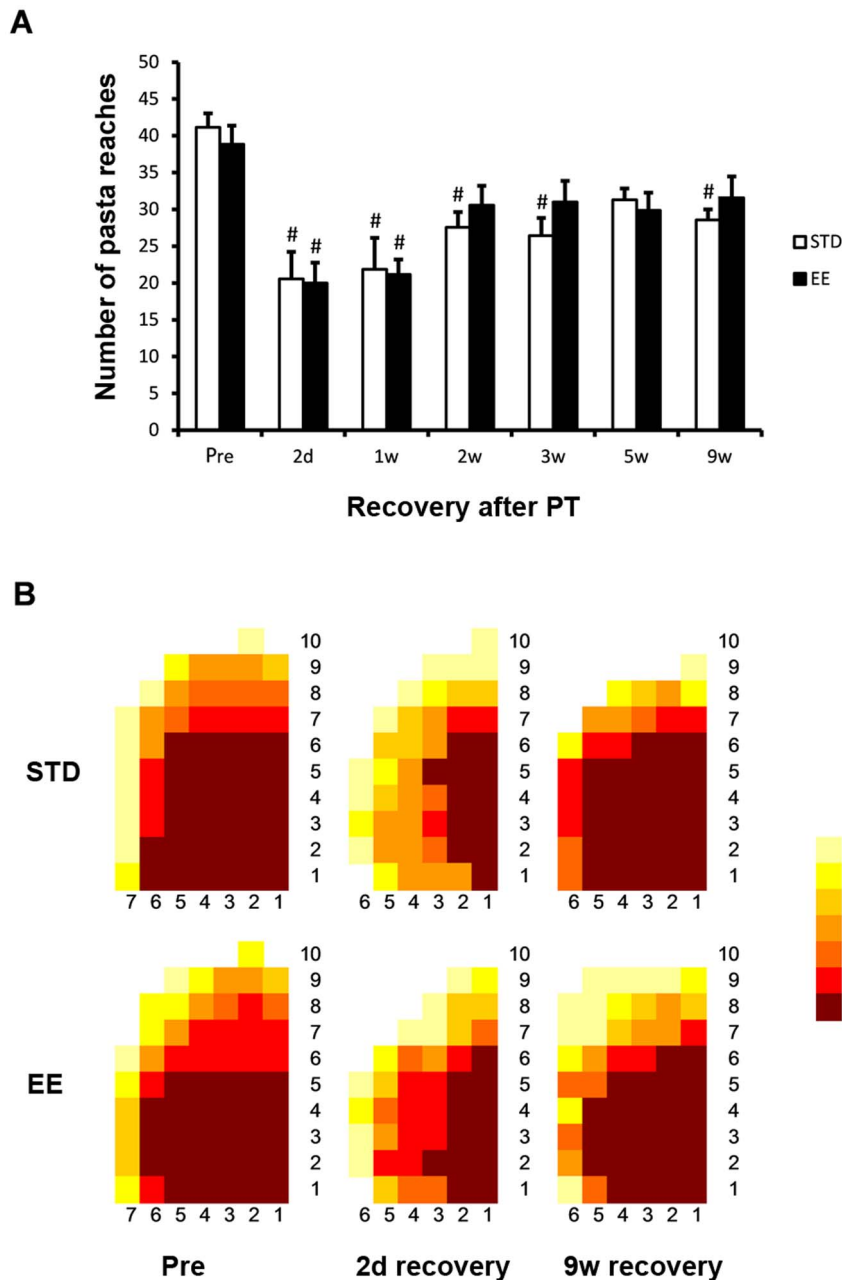 A
Number of pasta reaches
50
45
40
35
30
25
20
15
10
5
0
# # # # # # #
Pre 2d 1w 2w 3w 5w 9w
STD
EE
Recovery after PT
B
STD
10 10 10
9 9 9
8 8 8
7 7 7
6 6 6
5 5 5
4 4 4
3 3 3
2 2 2
1 1 1
7 6 5 4 3 2 1 6 5 4 3 2 1 6 5 4 3 2 1
EE
10 10 10
9 9 9
8 8 8
7 7 7
6 6 6
5 5 5
4 4 4
3 3 3
2 2 2
1 1 1
7 6 5 4 3 2 1 6 5 4 3 2 1 6 5 4 3 2 1
Pre 2d recovery 9w recovery